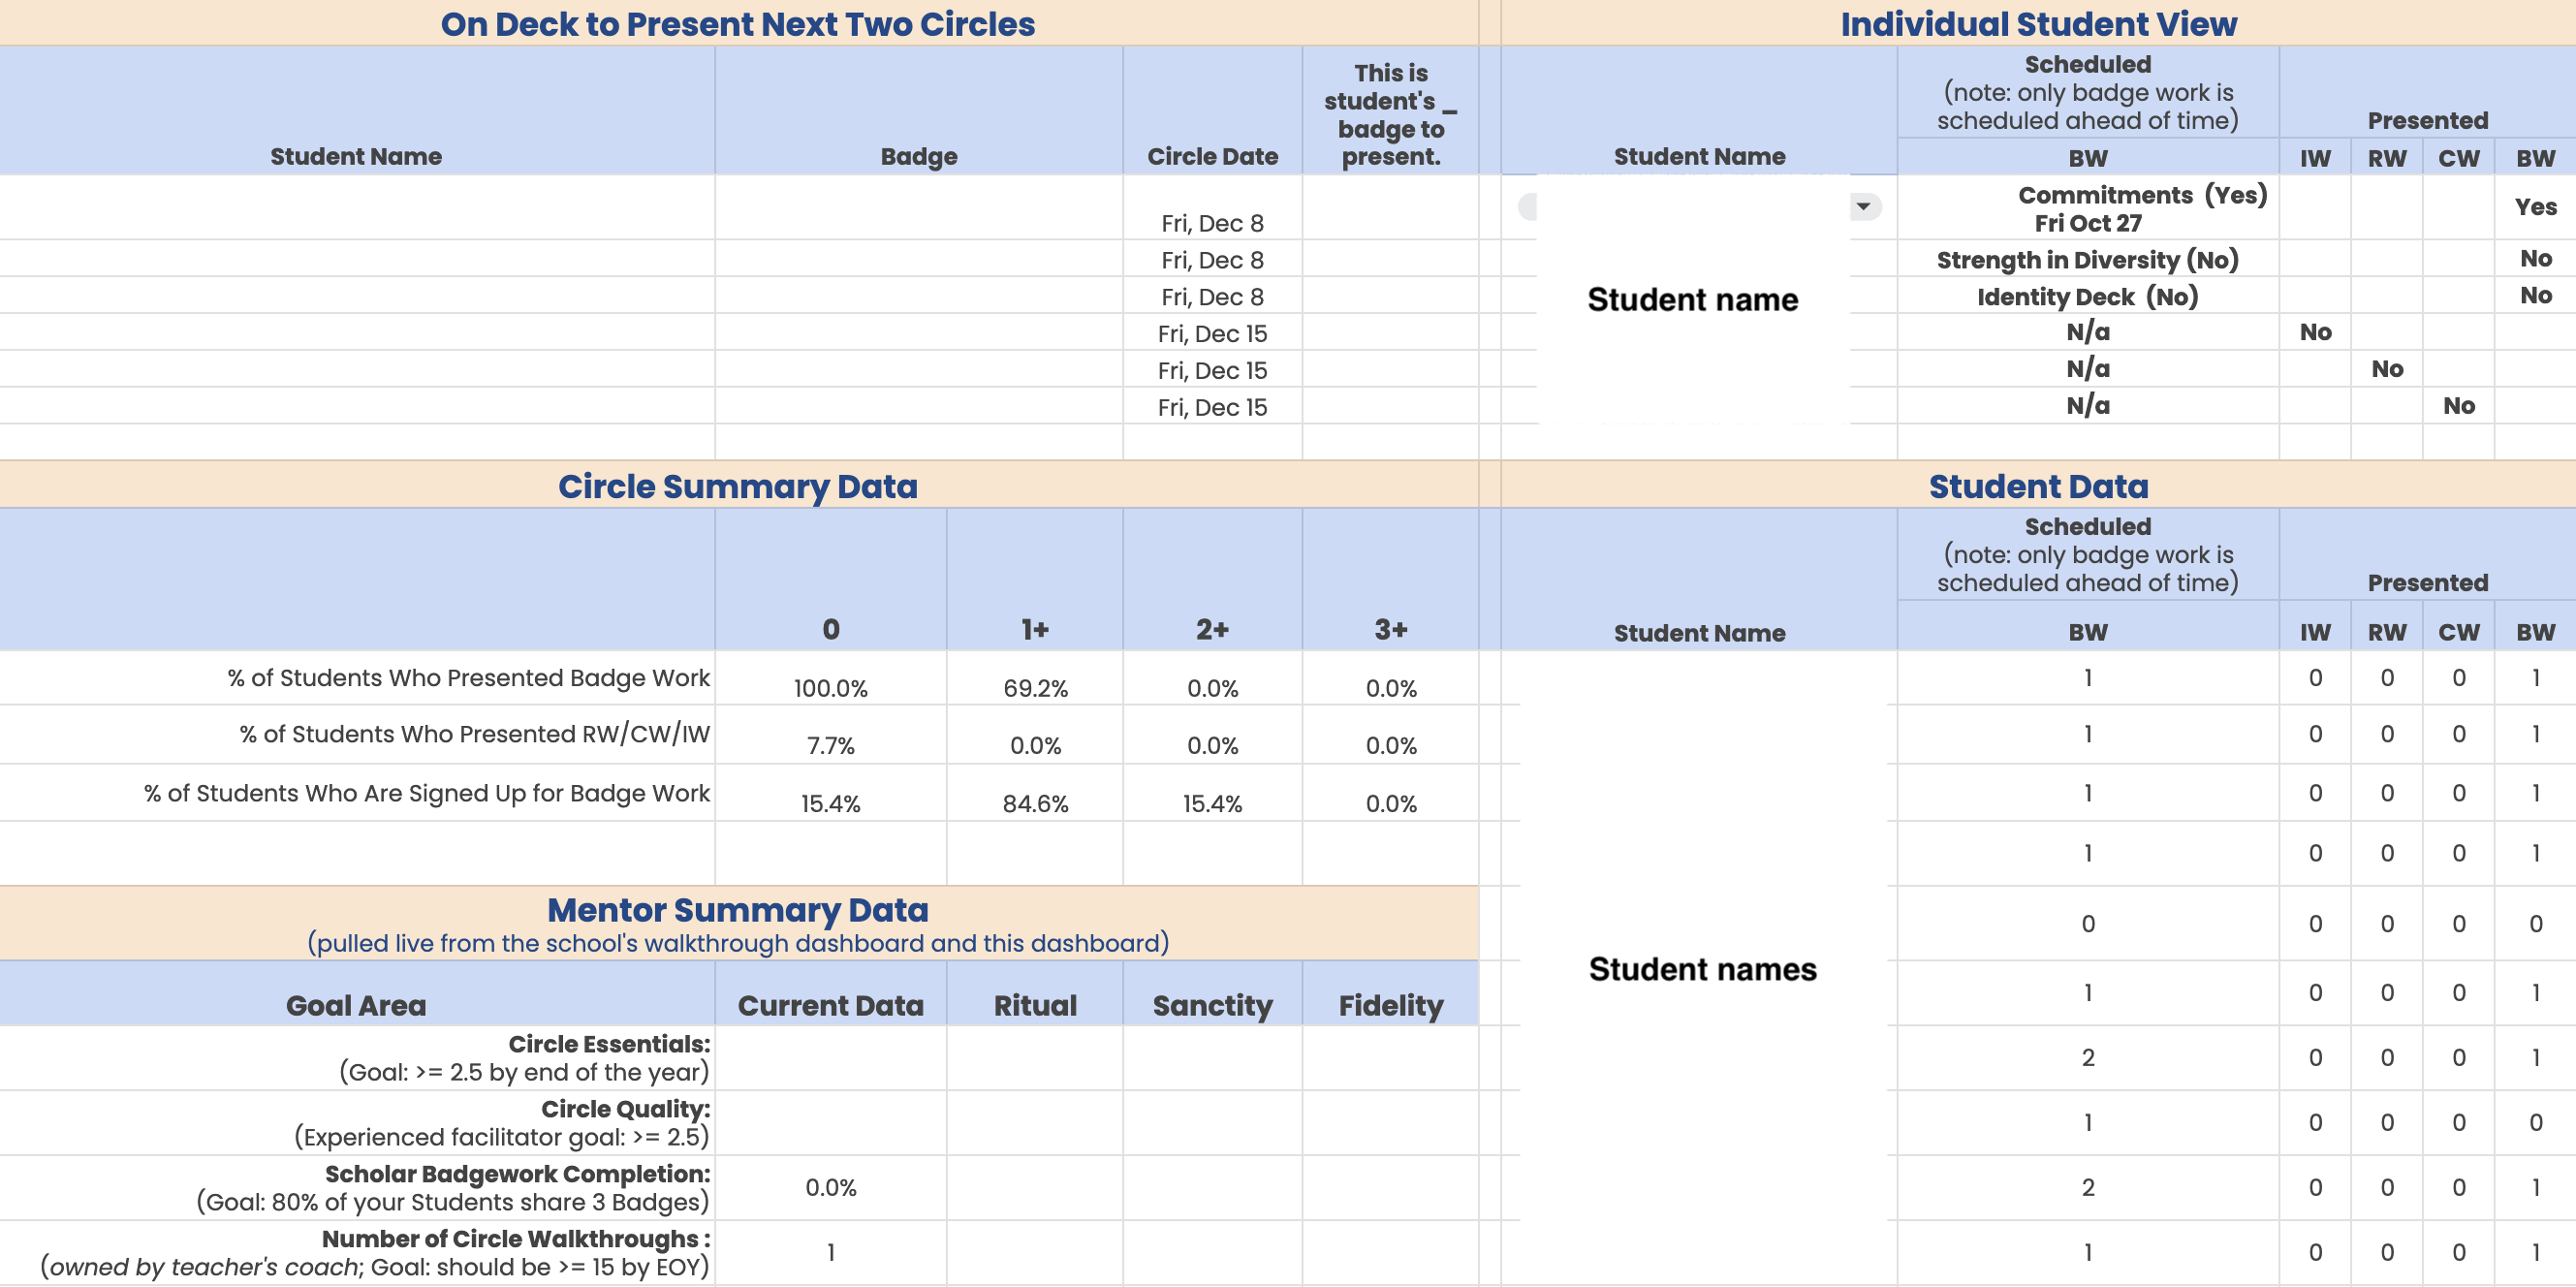 On Deck to Present Next Two Circles
Student Name Badge Circle Date This is student's _ badge to present.
Fri, Dec 8
Fri, Dec 8
Fri, Dec 8
Fri, Dec 15
Fri, Dec 15
Fri, Dec 15
Individual Student View
Student Name
Scheduled
(note: only badge work is
scheduled ahead of time)
Presented
BW IW RW CW BW
Student name
Commitments (Yes)
Fri Oct 27 Yes
Strength in Diversity (No) No
Identity Deck (No) No
N/a No
N/a No
N/a No
Circle Summary Data
0 1+ 2+ 3+
% of Students Who Presented Badge Work 100.0% 69.2% 0.0% 0.0%
% of Students Who Presented RW/CW/IW 7.7% 0.0% 0.0% 0.0%
% of Students Who Are Signed Up for Badge Work 15.4% 84.6% 15.4% 0.0%
Mentor Summary Data
(pulled live from the school's walkthrough dashboard and this dashboard)
Goal Area Current Data Ritual Sanctity Fidelity
Circle Essentials:
(Goal: >= 2.5 by end of the year)
Circle Quality:
(Experienced facilitator goal: >= 2.5)
Scholar Badgework Completion:
(Goal: 80% of your Students share 3 Badges) 0.0%
Number of Circle Walkthroughs :
(owned by teacher's coach; Goal: should be >= 15 by EOY) 1
Student Data
Student Name
Scheduled
(note: only badge work is
scheduled ahead of time)
Presented
BW IW RW CW BW
Student names
1 0 0 0 1
1 0 0 0 1
1 0 0 0 1
1 0 0 0 1
0 0 0 0 0
1 0 0 0 1
2 0 0 0 1
1 0 0 0 0
2 0 0 0 1
1 0 0 0 1